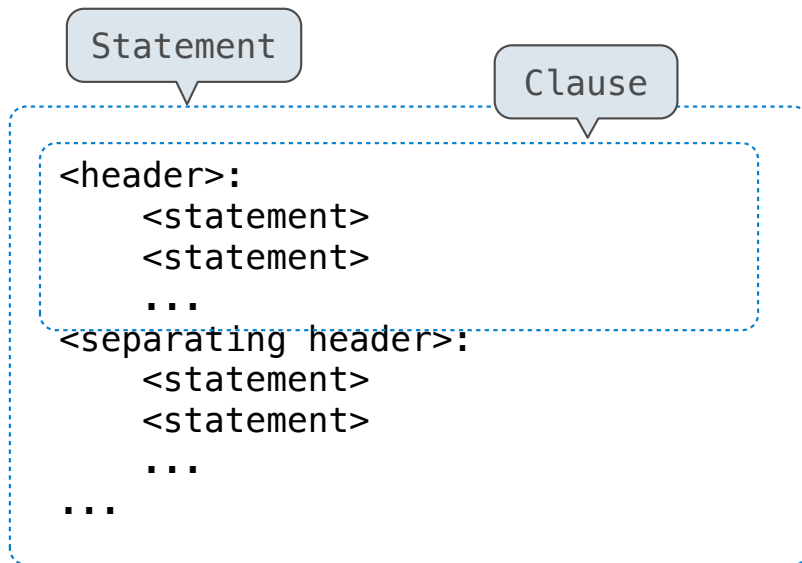 Statement
Clause
<header>:
    <statement>
    <statement>
    ...
<separating header>:
    <statement>
    <statement>
    ...
...